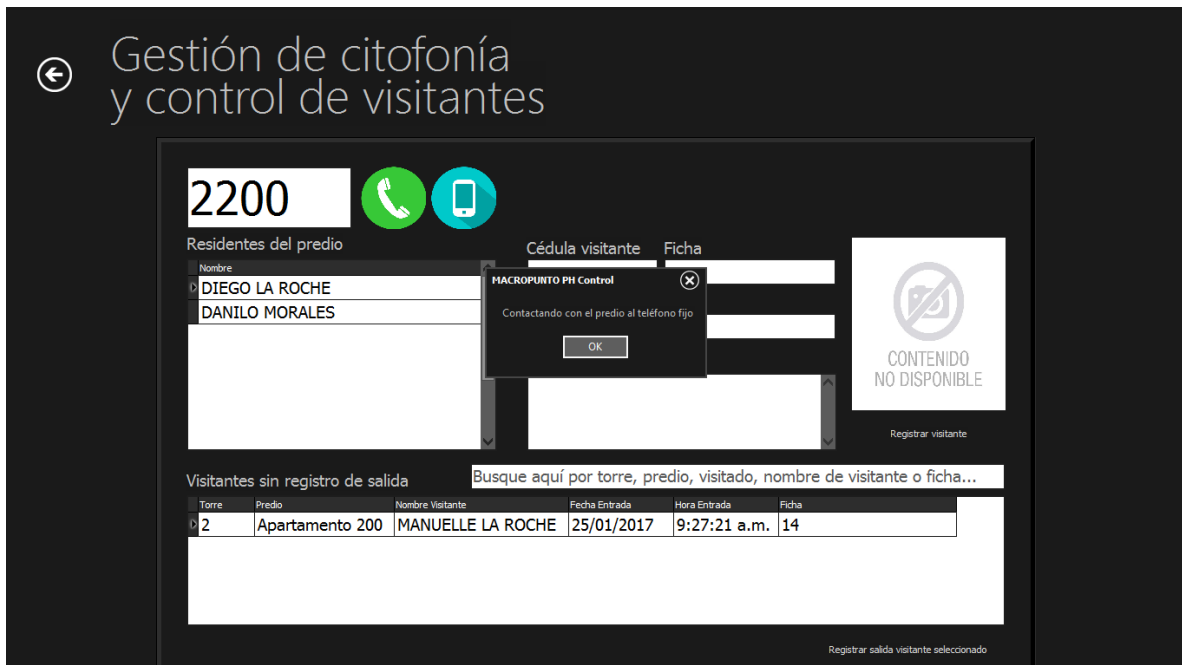 Gestión de citofonía
y control de visitantes
2200
Residentes del predio
Cédula visitante Ficha
Nombre
DIEGO LA ROCHE
DANILO MORALES
MACROPUNTO PH Control
Contactando con el predio al teléfono fijo
OK
CONTENIDO
NO DISPONIBLE
Registrar visitante
Visitantes sin registro de salida
Busque aquí por torre, predio, visitado, nombre de visitante o ficha...
Torre Predio Nombre Visitante Fecha Entrada Hora Entrada Ficha
2 Apartamento 200 MANUELLE LA ROCHE 25/01/2017 9:27:21 a.m. 14
Registrar salida visitante seleccionado